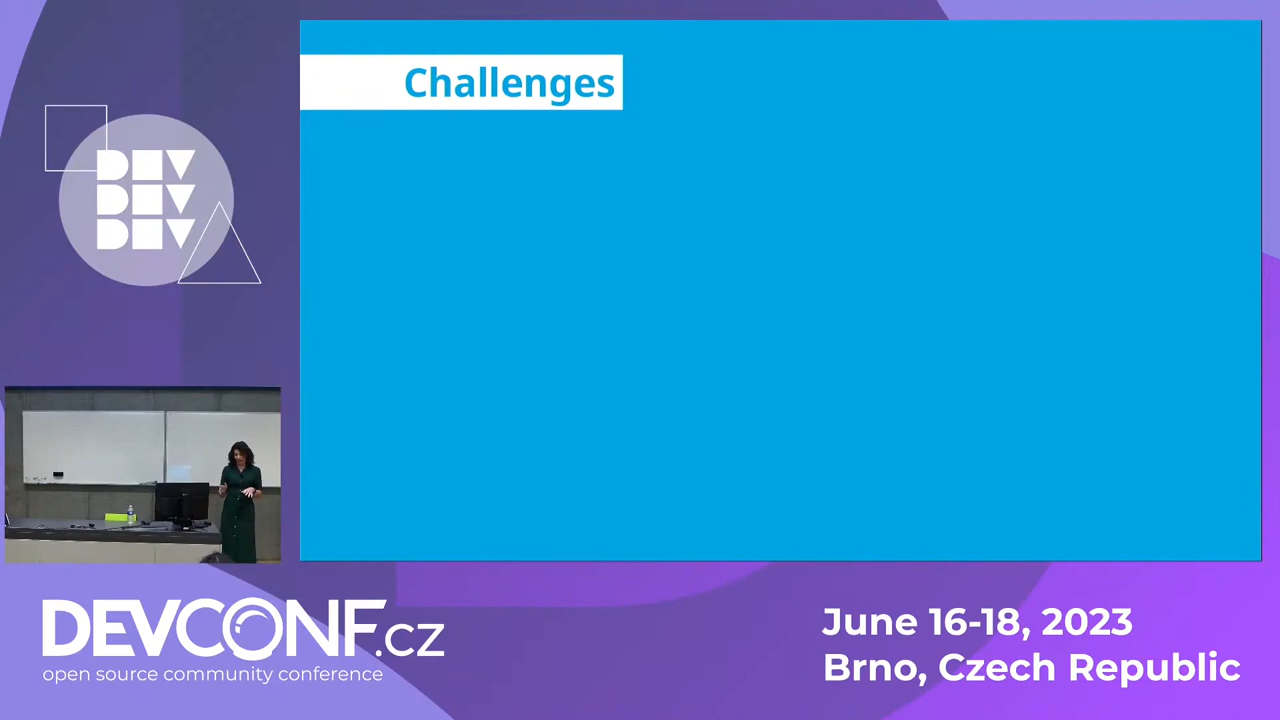 Challenges
DEV
DEV
DEV
DEVCONF.cz
open source community conference
June 16-18, 2023
Brno, Czech Republic